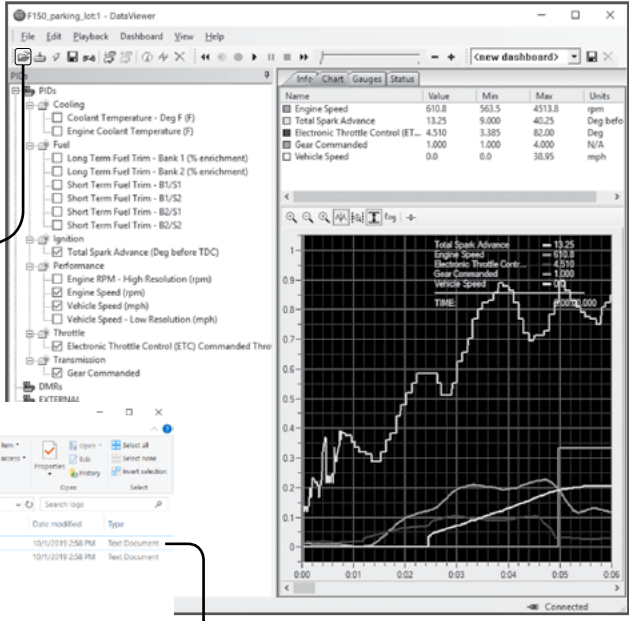 F150_parking_lot:1 - DataViewer
File Edit Playback Dashboard View Help
<new dashboard>
PIDs
PIDs
Cooling
Coolant Temperature - Deg F (F)
Engine Coolant Temperature (F)
Fuel
Long Term Fuel Trim - Bank 1 (% enrichment)
Long Term Fuel Trim - Bank 2 (% enrichment)
Short Term Fuel Trim - B1/S1
Short Term Fuel Trim - B1/S2
Short Term Fuel Trim - B2/S1
Short Term Fuel Trim - B2/S2
Ignition
Total Spark Advance (Deg before TDC)
Performance
Engine RPM - High Resolution (rpm)
Engine Speed (rpm)
Vehicle Speed (mph)
Vehicle Speed - Low Resolution (mph)
Throttle
Electronic Throttle Control (ETC) Commanded Thro
Transmission
Gear Commanded
DMRs
EXTERNAL
Info Chart Gauges Status
Name Value Min Max Units
Engine Speed 610.8 563.5 4513.8 rpm
Total Spark Advance 13.25 9.000 40.25 Deg befo
Electronic Throttle Control (ET... 4.510 3.385 82.00 Deg
Gear Commanded 1.000 1.000 4.000 N/A
Vehicle Speed 0.0 0.0 38.95 mph
Log
Total Spark Advance 13.25
Engine Speed 610.8
Electronic Throttle Contr... 4.510
Gear Commanded 1.000
Vehicle Speed
TIME:
1
0.9
0.8
0.7
0.6
0.5
0.4
0.3
0.2
0.1
0
0:00 0:01 0:02 0:03 0:04 0:05 0:06
Connected
item
access
Properties
Open
Edit
History
Open
Select all
Select none
Invert selection
Select
Search logs
Date modified Type
10/1/2019 2:58 PM Text Document
10/1/2019 2:58 PM Text Document